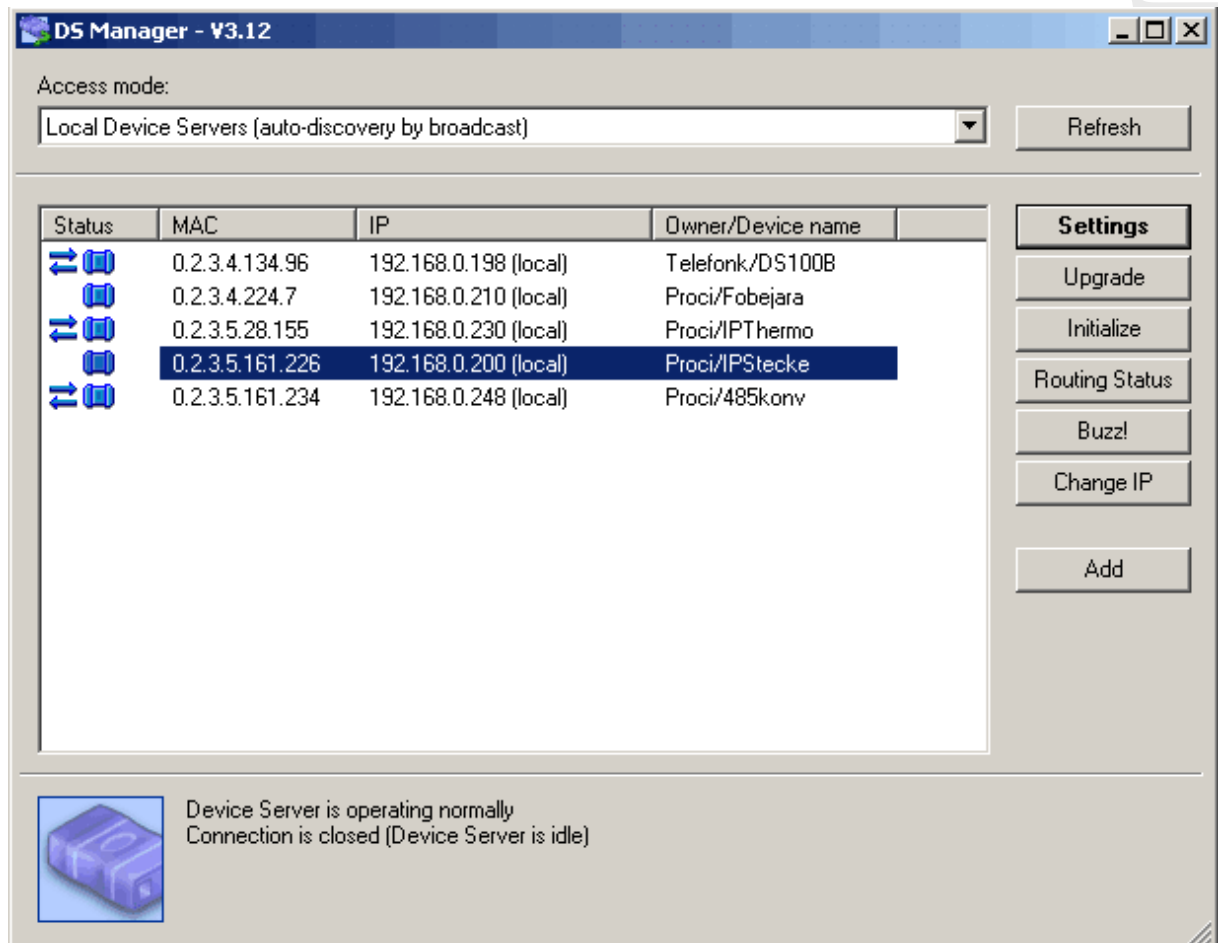 DS Manager - V3.12
Access mode:
Local Device Servers (auto-discovery by broadcast)
Refresh
Status MAC IP Owner/Device name
0.2.3.4.134.96 192.168.0.198 (local) Telefonk/DS100B
0.2.3.4.224.7 192.168.0.210 (local) Proci/Fobejara
0.2.3.5.28.155 192.168.0.230 (local) Proci/IPThermo
0.2.3.5.161.226 192.168.0.200 (local) Proci/IPStecke
0.2.3.5.161.234 192.168.0.248 (local) Proci/485konv
Settings
Upgrade
Initialize
Routing Status
Buzz!
Change IP
Add
Device Server is operating normally
Connection is closed (Device Server is idle)